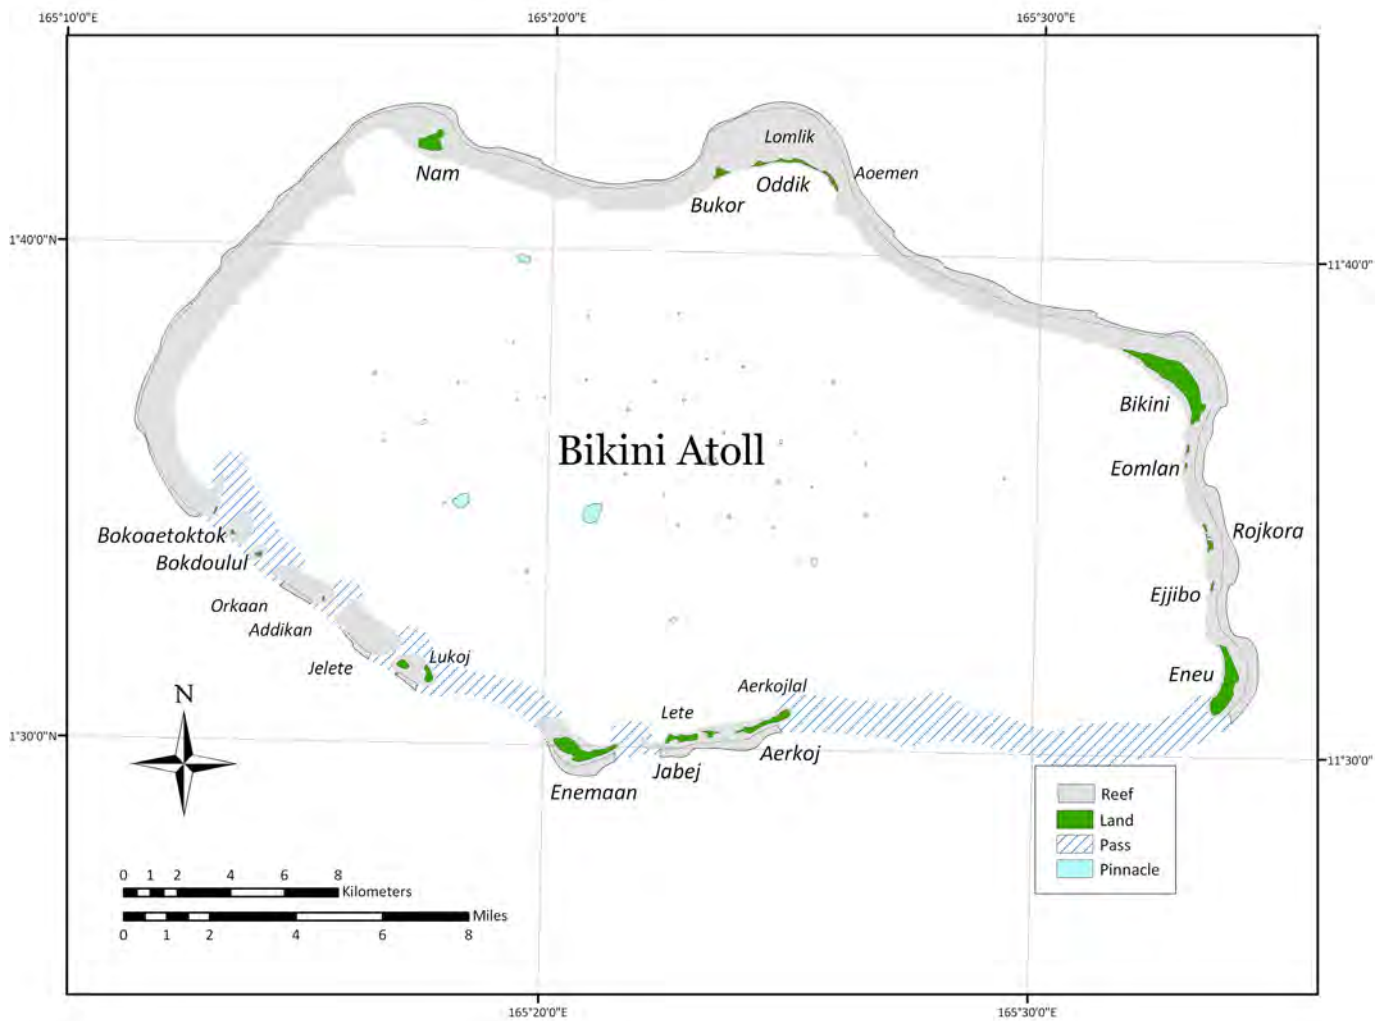 165°10'0"E 165°20'0"E 165°30'0"E
Lomlik
Nam
Oddik
Aoemen
Bukor
1°40'0"N
11°40'0"
Bikini
Bikini Atoll
Eomlan
Bokoaetoktok
Rojkora
Bokdoulul
Ejjibo
Orkaan
Addikan
Jelete
Lukoj
Eneu
Aerkojlal
N
Lete
1°30'0"N
Aerkoj
11°30'0"
Jabej
Enemaan
Reef
Land
Pass
Pinnacle
0 1 2 4 6 8
Kilometers
Miles
0 1 2 4 6 8
165°20'0"E 165°30'0"E